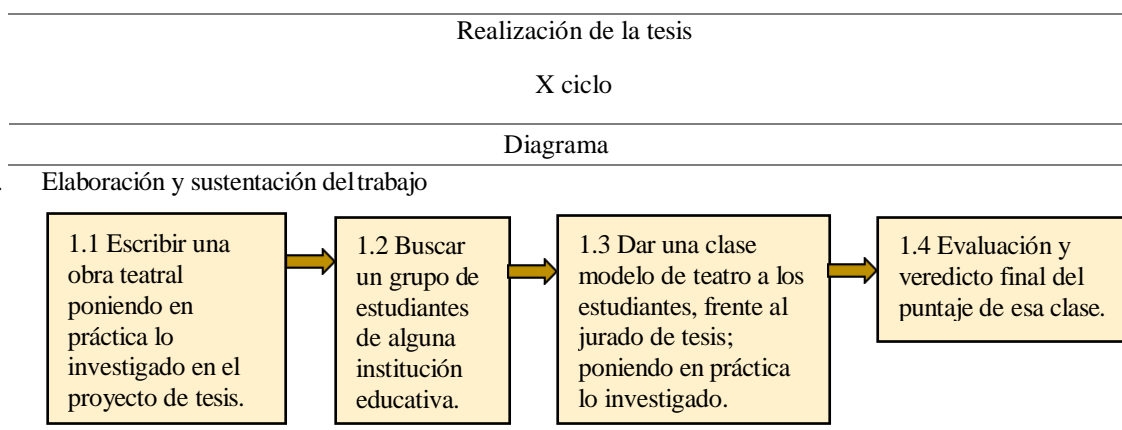 Realización de la tesis
X ciclo
Diagrama
. Elaboración y sustentación del trabajo
1.1 Escribir una
obra teatral
poniendo en
práctica lo
investigado en el
proyecto de tesis.
1.2 Buscar
un grupo de
estudiantes
de alguna
institución
educativa.
1.3 Dar una clase
modelo de teatro a los
estudiantes, frente al
jurado de tesis;
poniendo en práctica
lo investigado.
1.4 Evaluación y
veredicto final del
puntaje de esa clase.